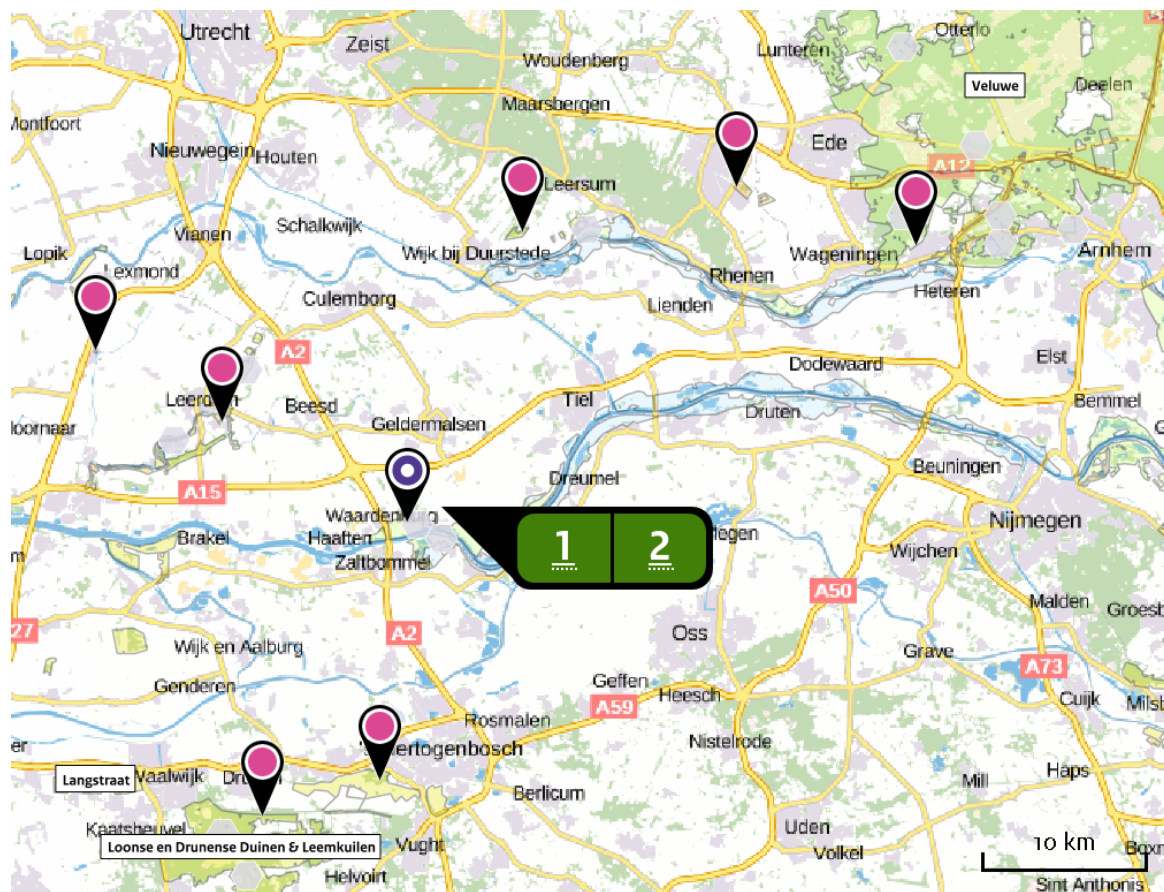 Utrecht
Zeist
Otterlo
Woudenberg
Lunteren
Veluwe
Deelen
Maarsbergen
Montfoort
Ede
Nieuwegein
Houten
A12
Leersum
Schalkwijk
Vianen
Lopik
Wijk bij Duurstede
Wageningen
Arnhem
Lexmond
Rhenen
Culemborg
Lienden
Heteren
A2
Elst
Dodewaard
Tiel
Beesd
Bemmel
Druten
Geldermalsen
Beuningen
Dreumel
A15
Waardenburg
Nijmegen
Brakel
Haaften
1
2
Wijchen
Zaltbommel
A50
Malden
Groesb
27
A2
Oss
Wijk en Aalburg
Grave
A73
Geffen
Genderen
Heesch
A59
Cuijk
Milsb
Rosmalen
Nistelrode
Langstraat
Haps
Mill
Berlicum
Kaatsheuvel
Uden
Loonse en Drunense Duinen & Leemkuilen
Vught
Volkel
10 km
Helvoirt
Sint Anthonis